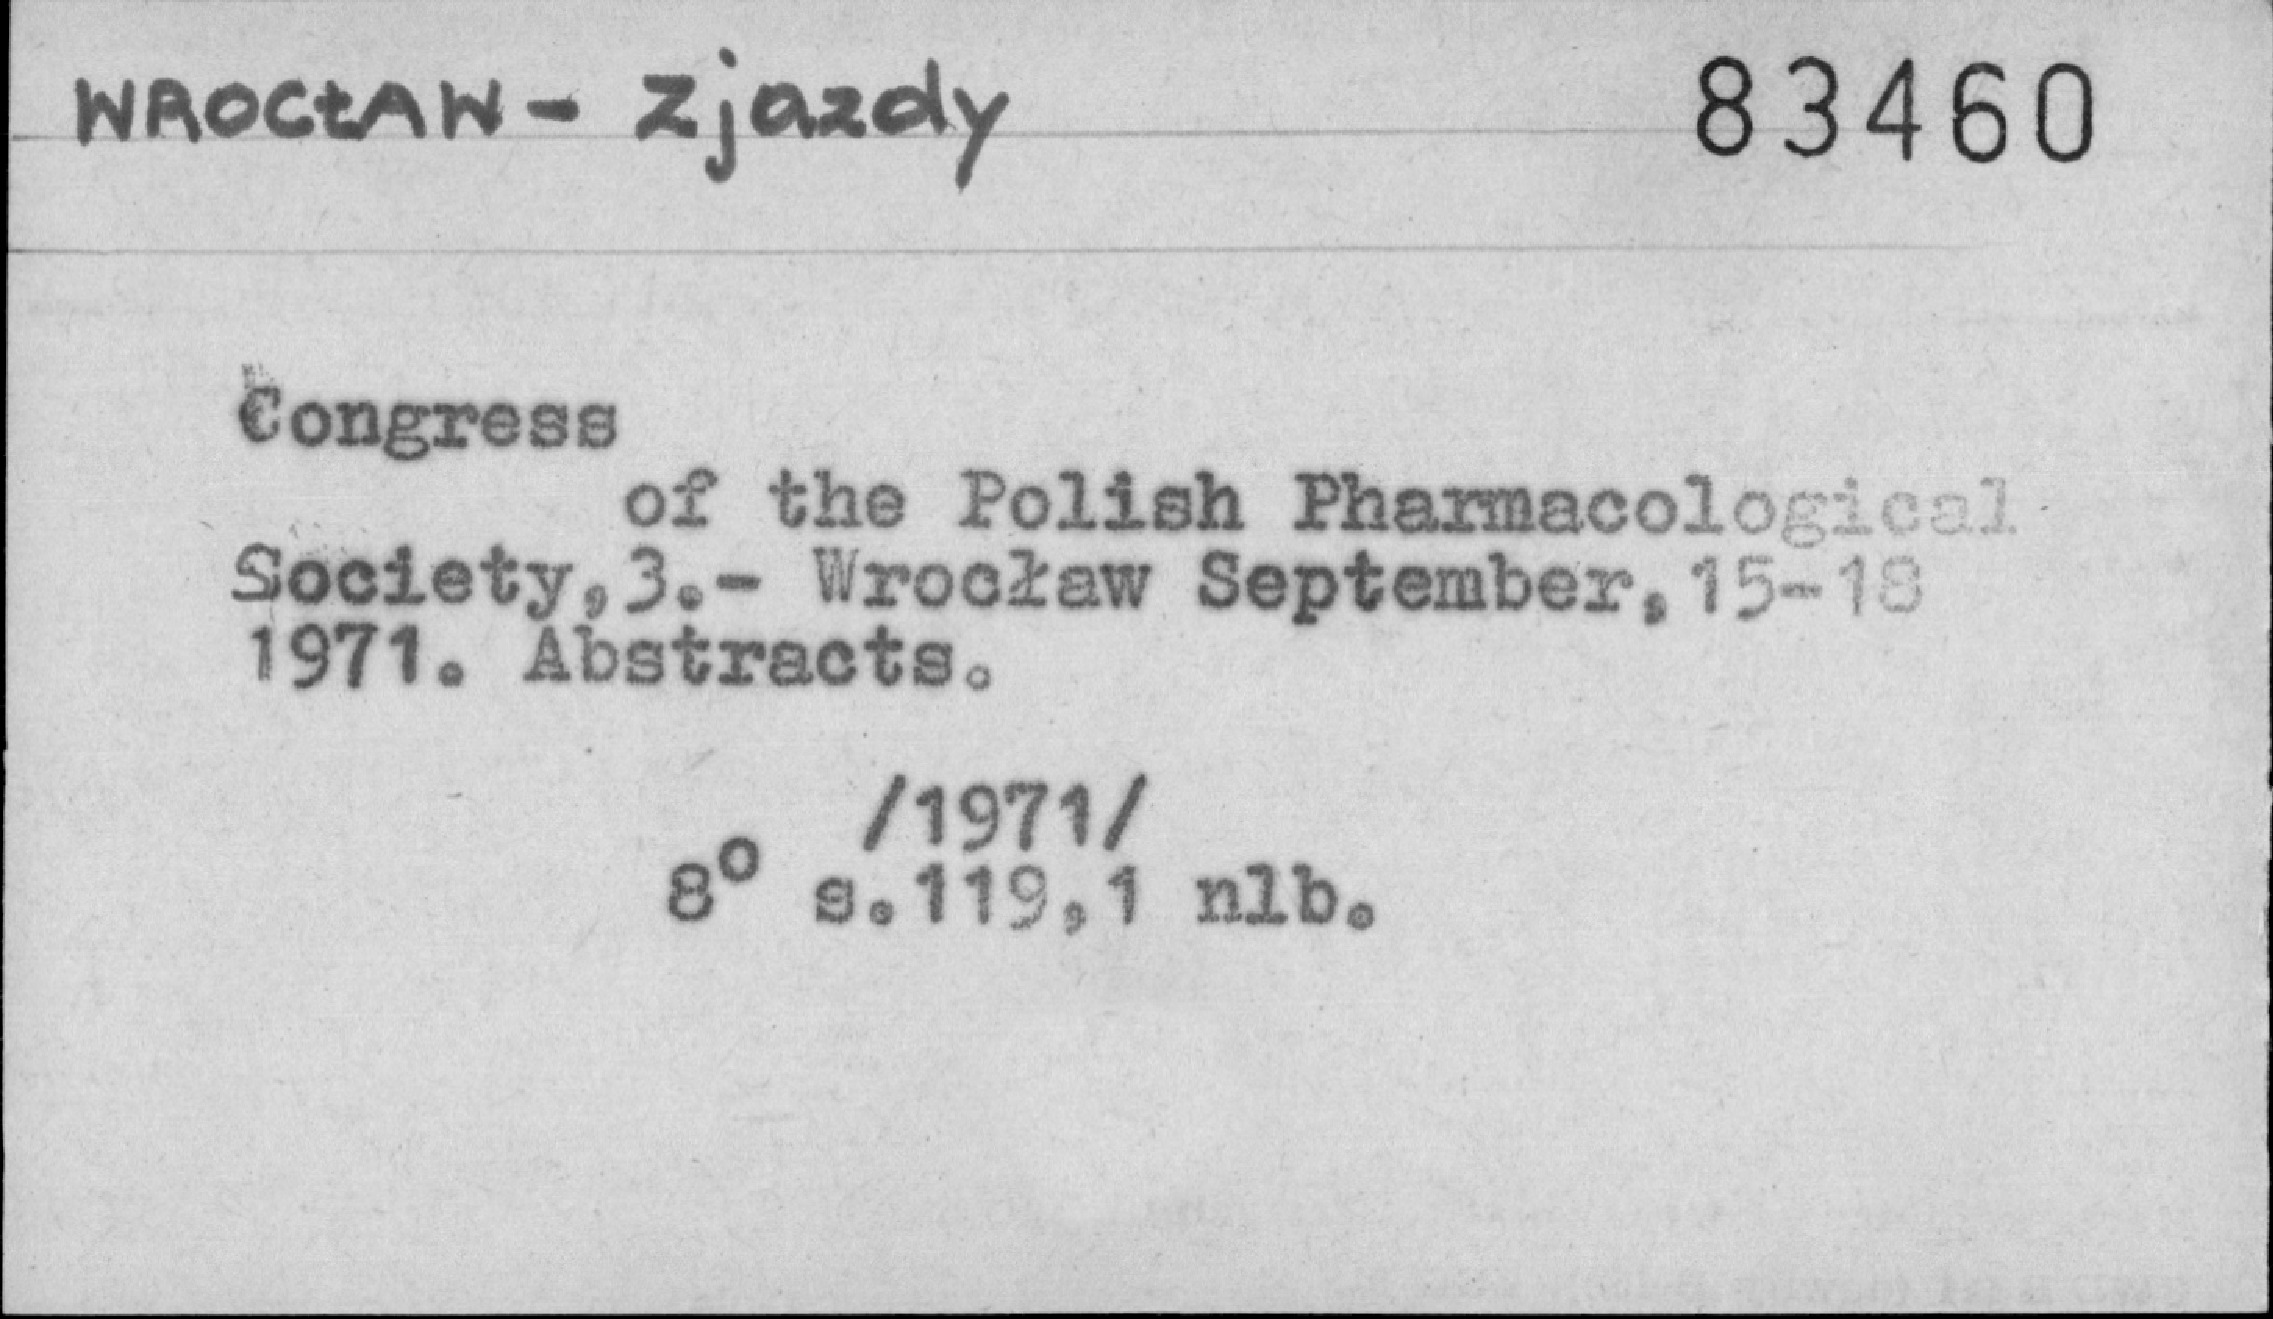 WROCŁAW - Zjazdy 83460
Congress
of the Polish Pharmacological
Society,3.- Wrocław September,15-18
1971. Abstracts.
/1971/
8° s.119,1 nlb.